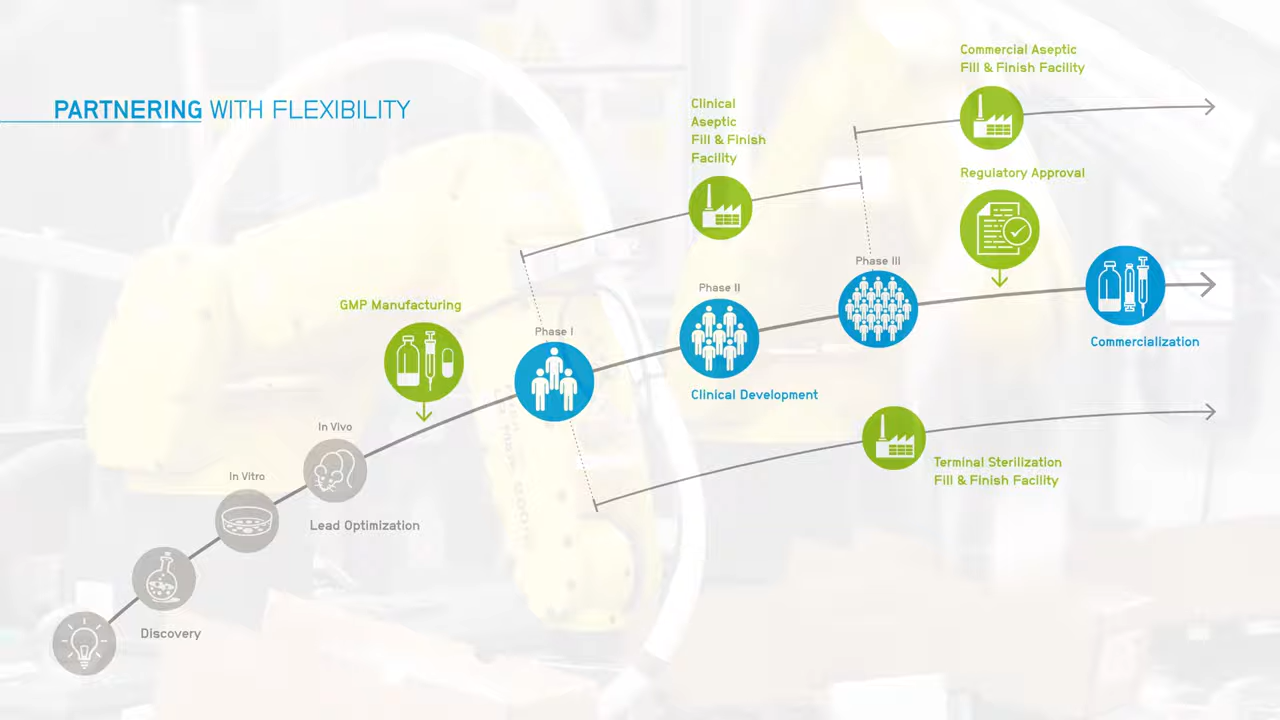 PARTNERING WITH FLEXIBILITY
Commercial Aseptic
Fill & Finish Facility
Clinical
Aseptic
Fill & Finish
Facility
Regulatory Approval
Phase III
Phase II
GMP Manufacturing
Phase I
Commercialization
Clinical Development
In Vivo
Terminal Sterilization
Fill & Finish Facility
In Vitro
Lead Optimization
Discovery